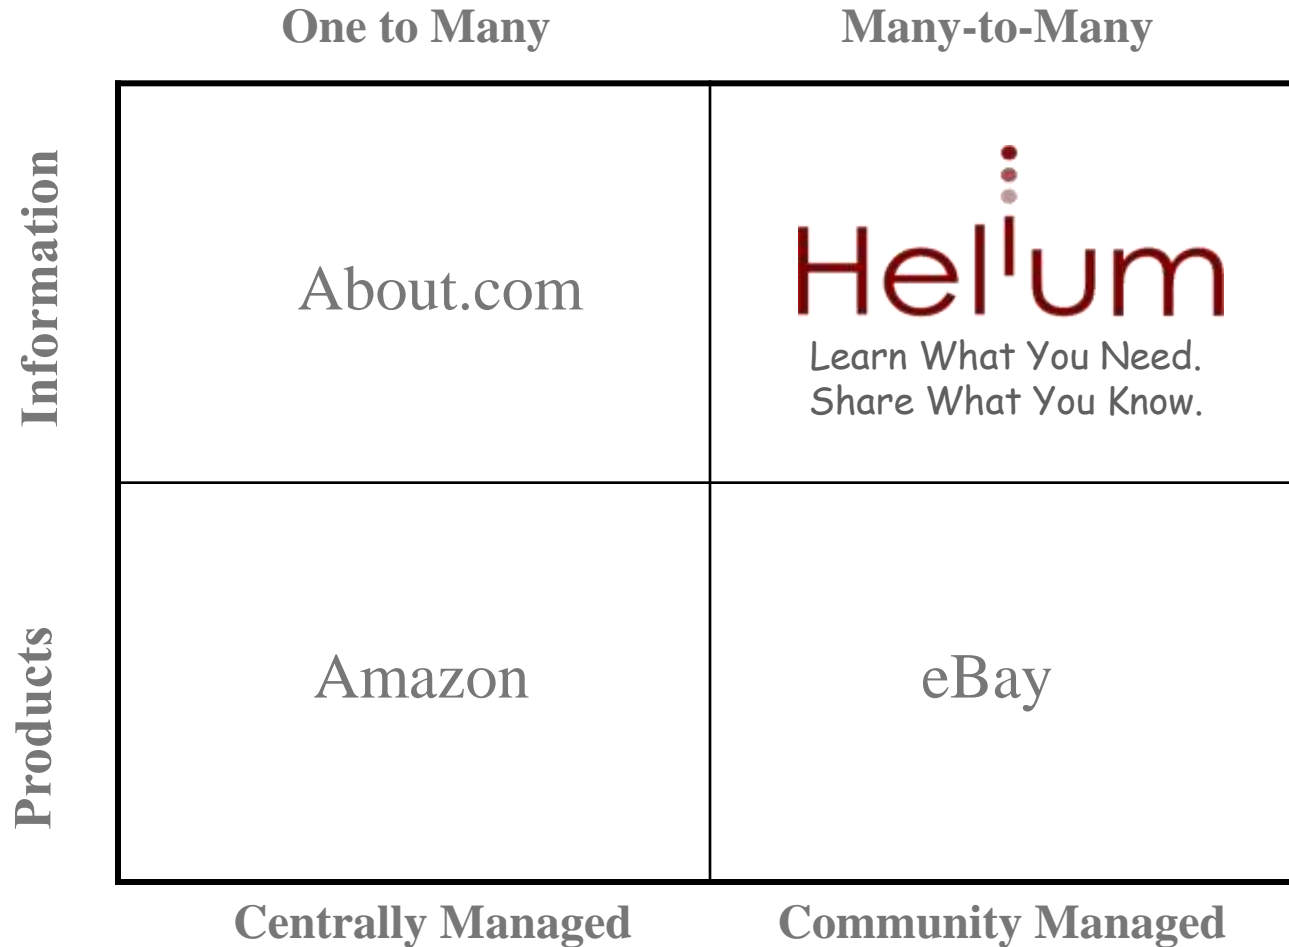 One to Many
Many-to-Many
Information
About.com
Helium
Learn What You Need.
Share What You Know.
Products
Amazon
eBay
Centrally Managed
Community Managed